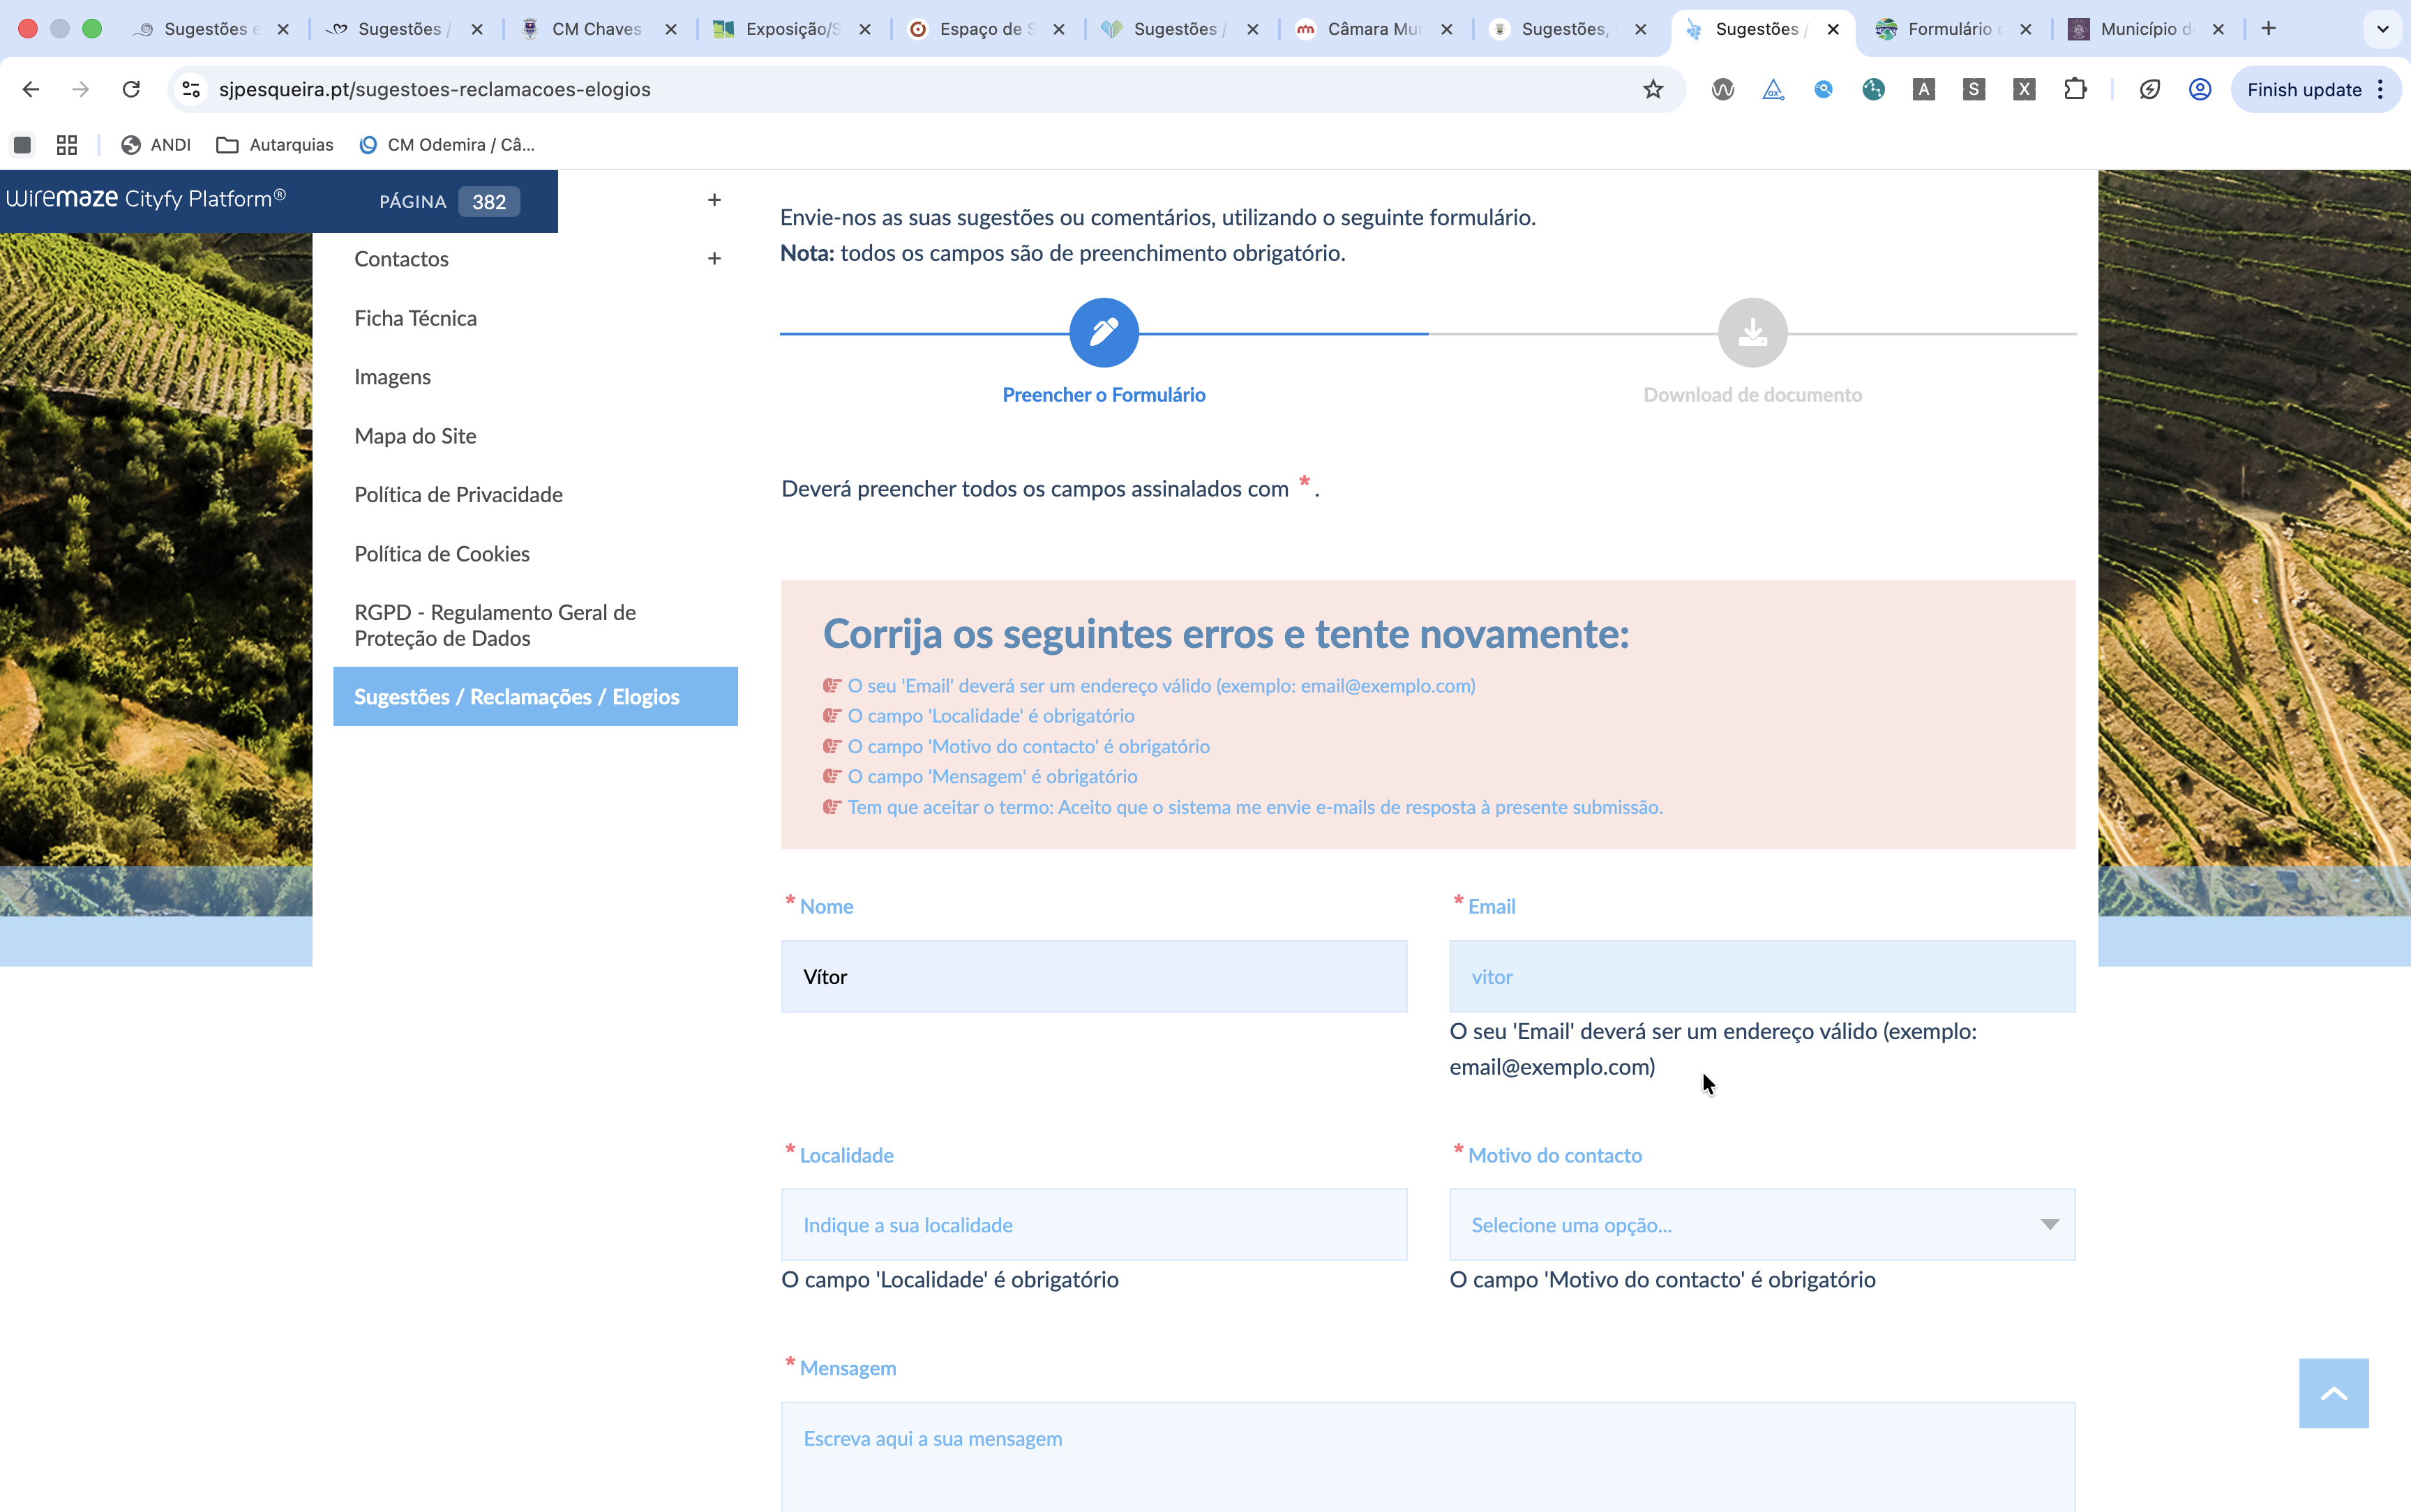 Sugestões e
Sugestões /
CM Chaves
Exposição/S
Espaço de S
Sugestões /
Câmara Mun
Sugestões,
Sugestões /
Formulário d
Município d
sjpesqueira.pt/sugestoes-reclamacoes-elogios
Finish update
ANDI
Autarquias
CM Odemira / Câ...
wiremaze Cityfy Platform®
PÁGINA 382
Contactos
Ficha Técnica
Imagens
Mapa do Site
Política de Privacidade
Política de Cookies
RGPD - Regulamento Geral de
Proteção de Dados
Sugestões / Reclamações / Elogios
Envie-nos as suas sugestões ou comentários, utilizando o seguinte formulário.
Nota: todos os campos são de preenchimento obrigatório.
Preencher o Formulário
Download de documento
Deverá preencher todos os campos assinalados com * .
Corrija os seguintes erros e tente novamente:
O seu 'Email' deverá ser um endereço válido (exemplo: email@exemplo.com)
O campo 'Localidade' é obrigatório
O campo 'Motivo do contacto' é obrigatório
O campo 'Mensagem' é obrigatório
Tem que aceitar o termo: Aceito que o sistema me envie e-mails de resposta à presente submissão.
* Nome
Vítor
* Email
vitor
O seu 'Email' deverá ser um endereço válido (exemplo:
email@exemplo.com)
* Localidade
Indique a sua localidade
O campo 'Localidade' é obrigatório
* Motivo do contacto
Selecione uma opção...
O campo 'Motivo do contacto' é obrigatório
* Mensagem
Escreva aqui a sua mensagem